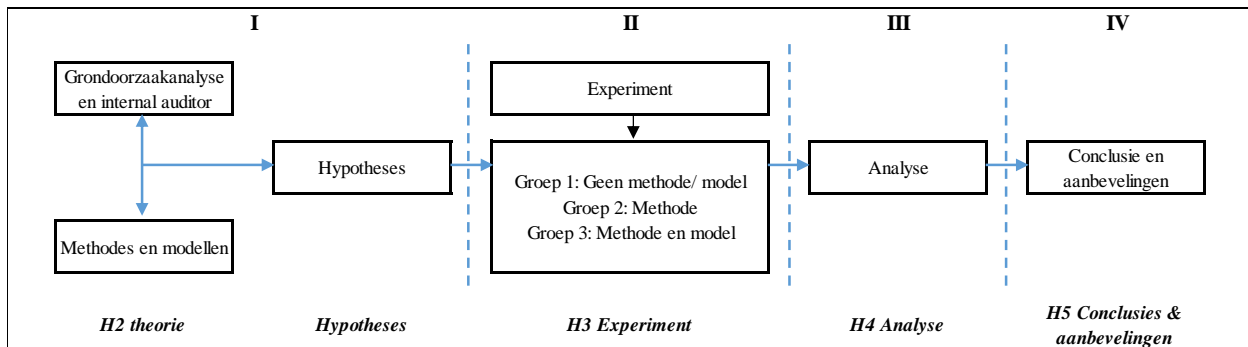 I
II
III
IV
Grondoorzaakanalyse
en internal auditor
Methodes en modellen
Hypotheses
Experiment
Groep 1: Geen methode/ model
Groep 2: Methode
Groep 3: Methode en model
Analyse
Conclusie en
aanbevelingen
H2 theorie
Hypotheses
H3 Experiment
H4 Analyse
H5 Conclusies &
aanbevelingen